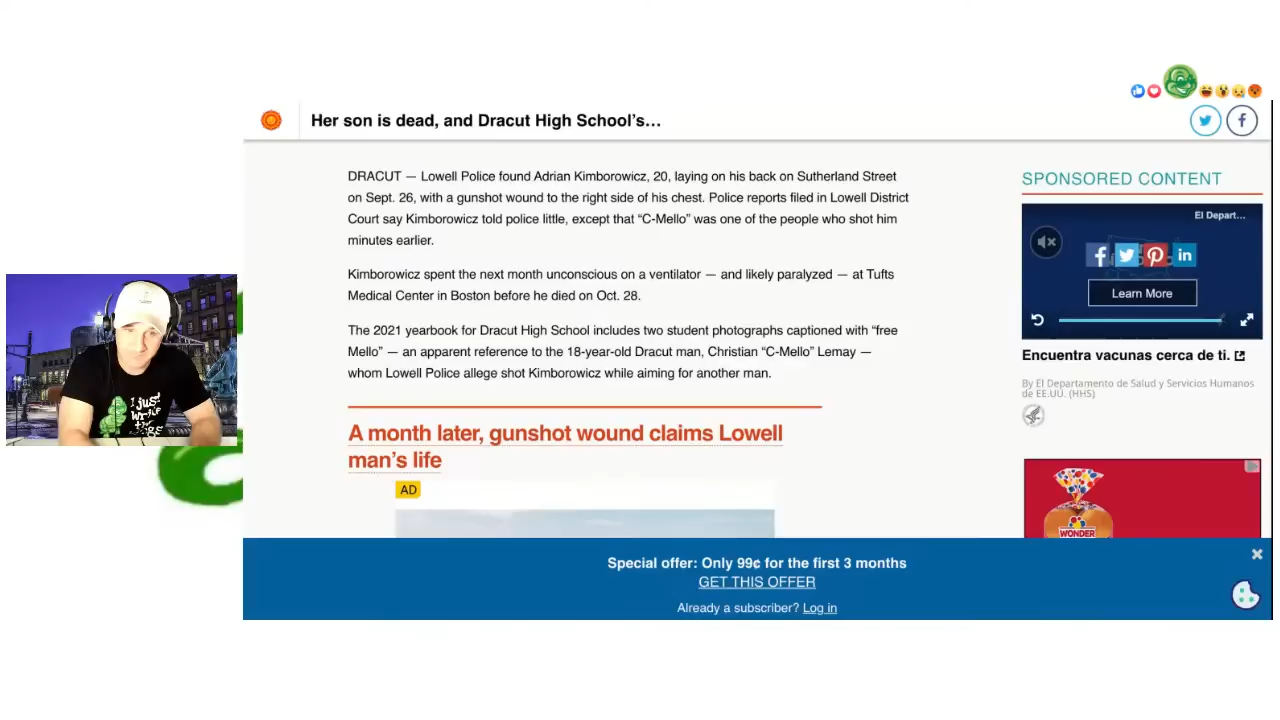 Her son is dead, and Dracut High School's…
DRACUT — Lowell Police found Adrian Kimborowicz, 20, laying on his back on Sutherland Street
on Sept. 26, with a gunshot wound to the right side of his chest. Police reports filed in Lowell District
Court say Kimborowicz told police little, except that “C-Mello” was one of the people who shot him
minutes earlier.
Kimborowicz spent the next month unconscious on a ventilator — and likely paralyzed — at Tufts
Medical Center in Boston before he died on Oct. 28.
The 2021 yearbook for Dracut High School includes two student photographs captioned with “free
Mello” — an apparent reference to the 18-year-old Dracut man, Christian “C-Mello” Lemay —
whom Lowell Police allege shot Kimborowicz while aiming for another man.
A month later, gunshot wound claims Lowell
man's life
AD
SPONSORED CONTENT
El Depart...
Learn More
Encuentra vacunas cerca de ti.
By El Departamento de Salud y Servicios Humanos
de EE.UU. (HHS)
WONDER
I JUST
Special offer: Only 99¢ for the first 3 months
GET THIS OFFER
Already a subscriber? Log in